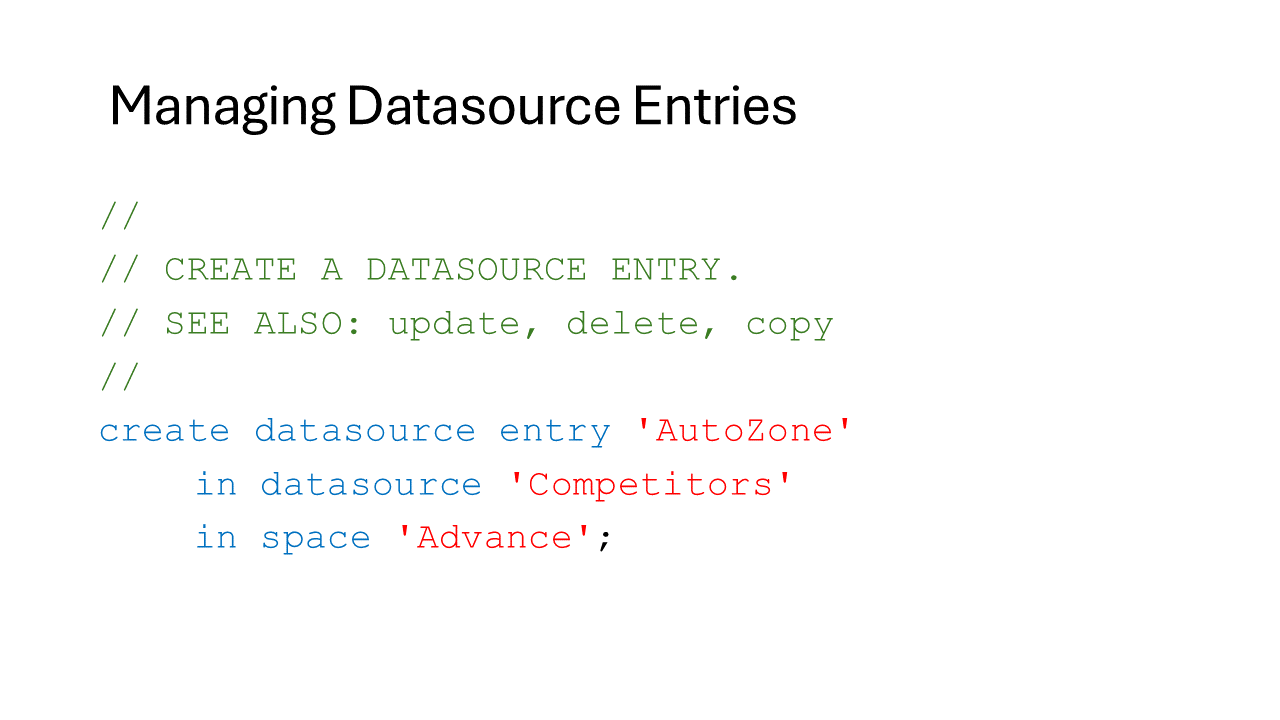 Managing Datasource Entries
//
// CREATE A DATASOURCE ENTRY.
// SEE ALSO: update, delete, copy
//
create datasource entry 'AutoZone'
in datasource 'Competitors'
in space 'Advance';